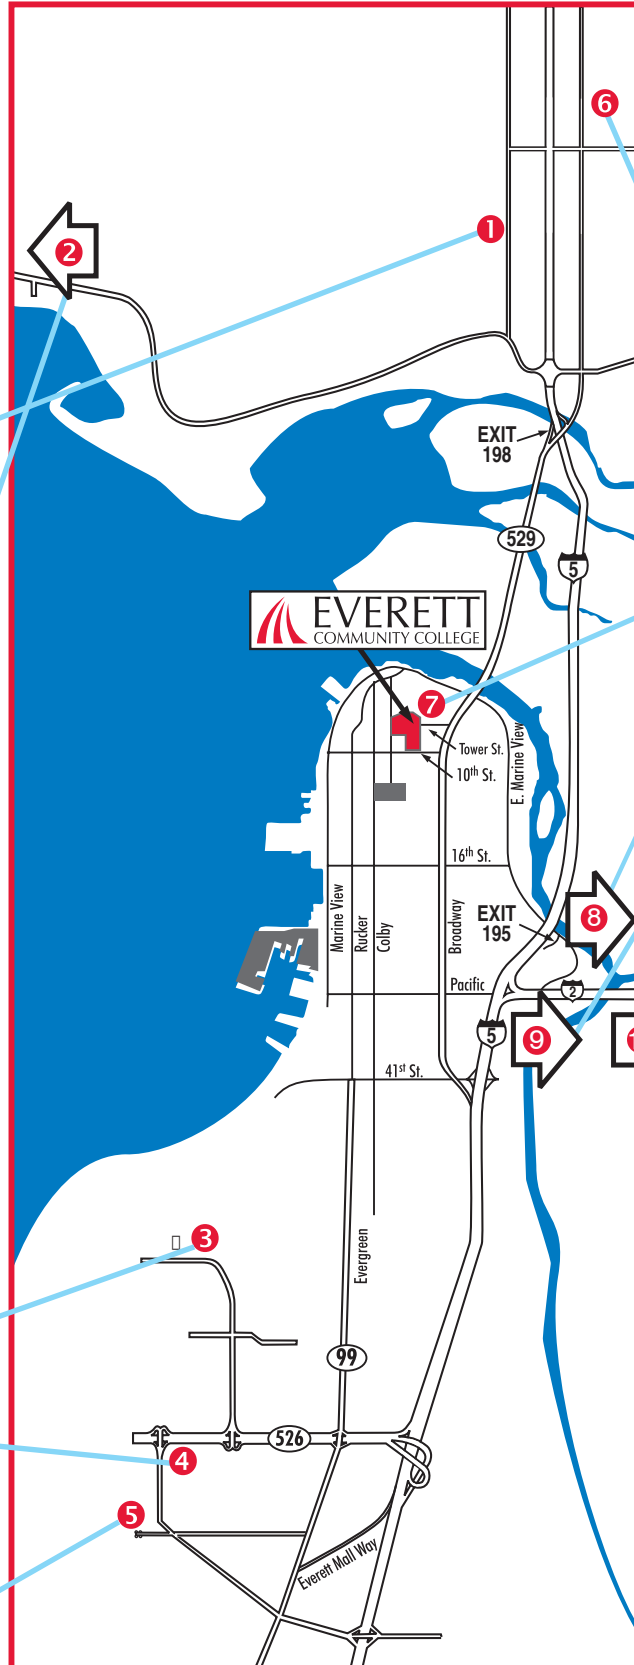 6
1
2
EXIT
198
529
5
EVERETT
COMMUNITY COLLEGE
7
Tower St.
10th St.
E. Marine View
16th St.
Marine View
Rucker
Colby
Broadway
EXIT
195
8
Pacific
2
5
9
41st St.
3
Evergreen
99
526
4
5
Everett Mall Way